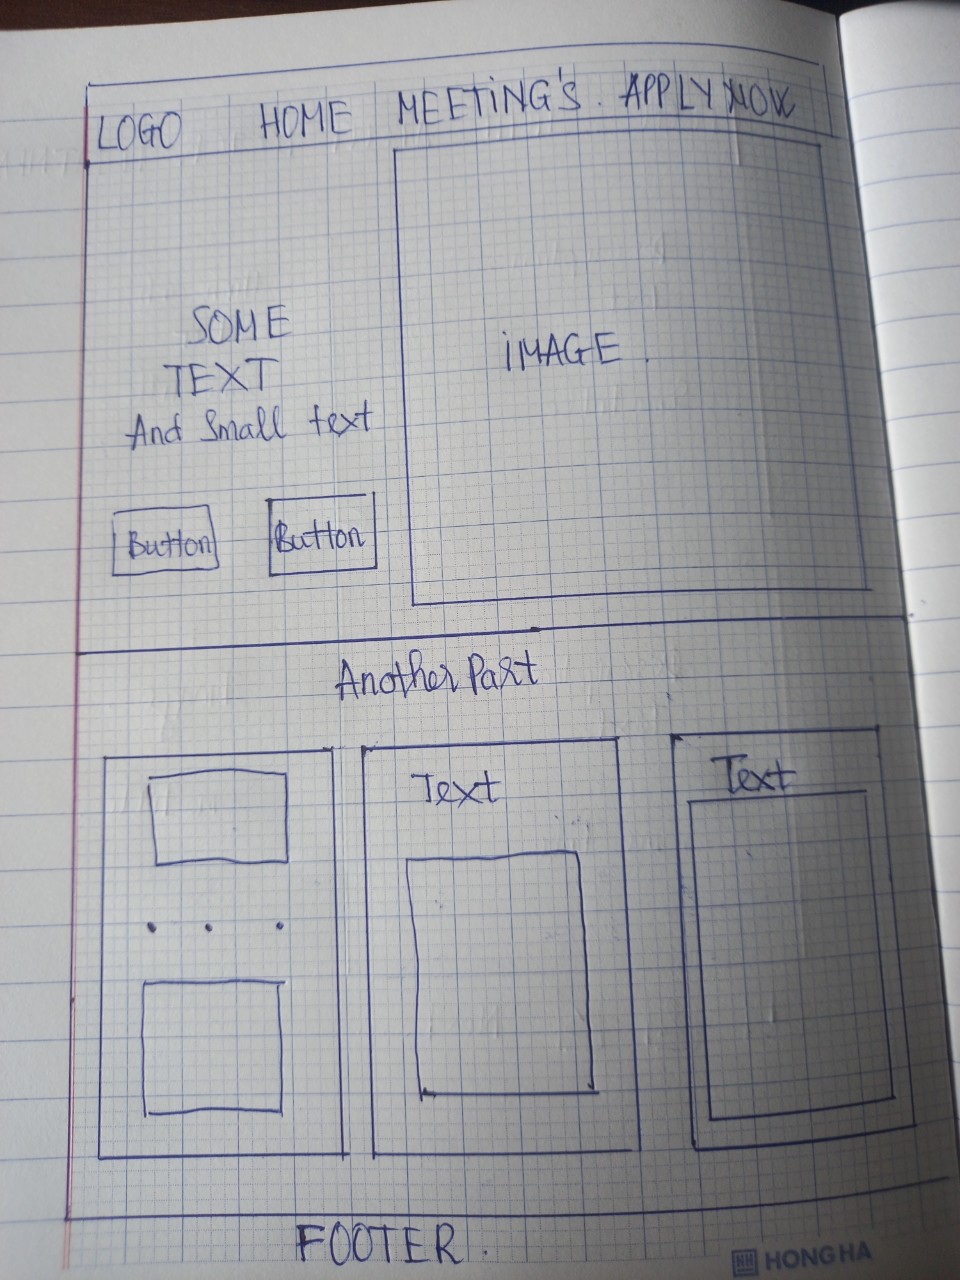 LOGO HOME MEETiNG'S. APPLY NOW
SOME
TEXT
And Small text
iMAGE.
Button Button
Another Part
Text Text
FOOTER.
HH HONG HA